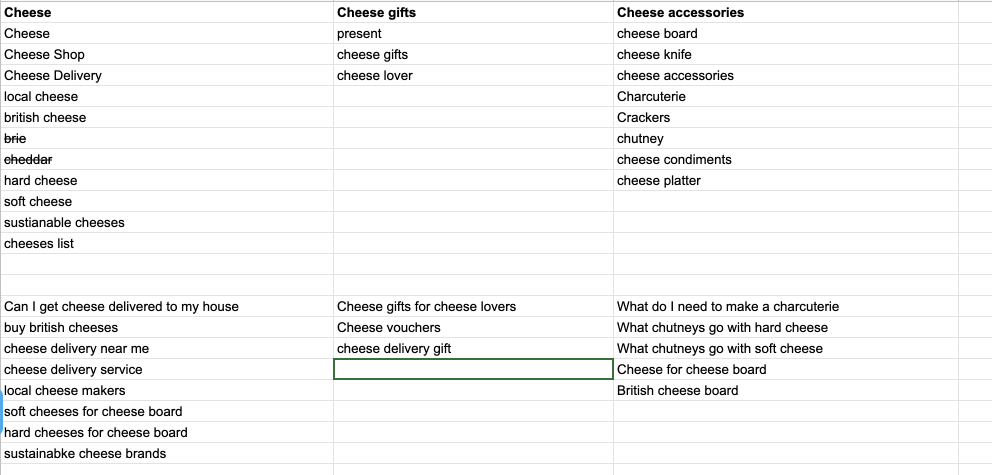 Cheese Cheese gifts Cheese accessories
Cheese present cheese board
Cheese Shop cheese gifts cheese knife
Cheese Delivery cheese lover cheese accessories
local cheese Charcuterie
british cheese Crackers
brie chutney
cheddar cheese condiments
hard cheese cheese platter
soft cheese
sustianable cheeses
cheeses list
Can I get cheese delivered to my house Cheese gifts for cheese lovers What do I need to make a charcuterie
buy british cheeses Cheese vouchers What chutneys go with hard cheese
cheese delivery near me cheese delivery gift What chutneys go with soft cheese
cheese delivery service Cheese for cheese board
local cheese makers British cheese board
soft cheeses for cheese board
hard cheeses for cheese board
sustainabke cheese brands